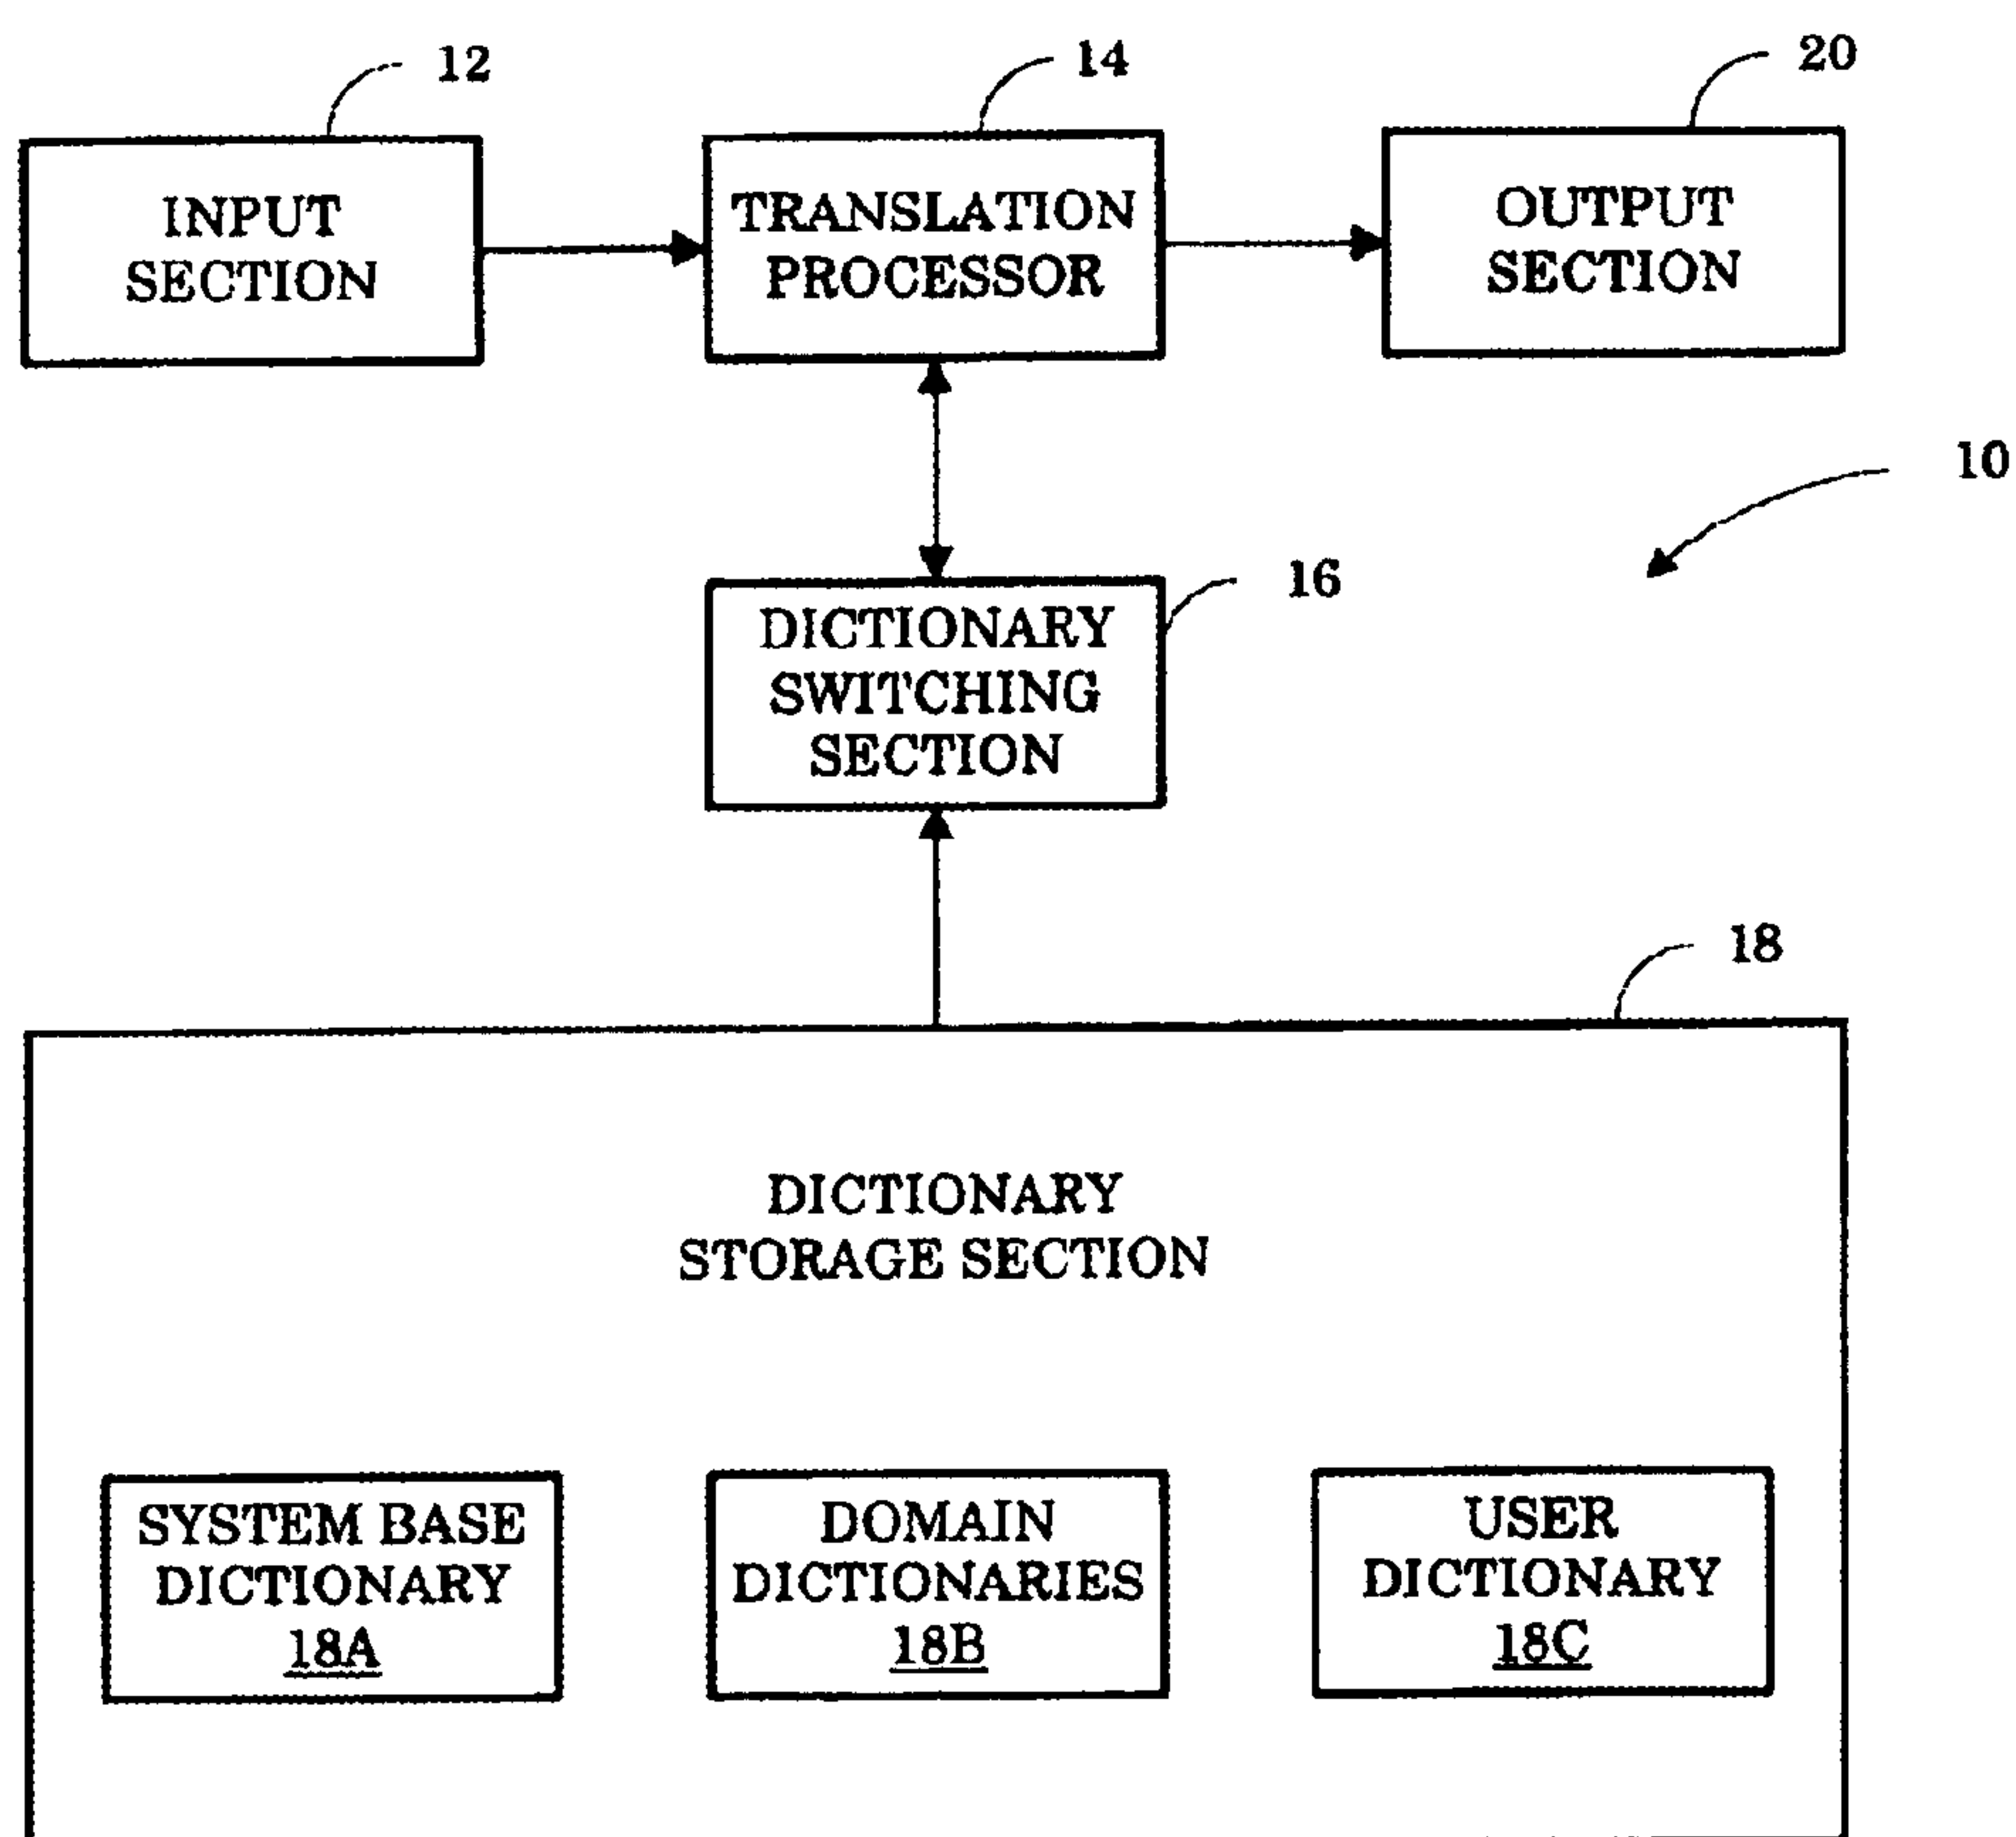 12
14
20
INPUT
SECTION
TRANSLATION
PROCESSOR
OUTPUT
SECTION
10
16
DICTIONARY
SWITCHING
SECTION
18
DICTIONARY
STORAGE SECTION
SYSTEM BASE
DICTIONARY
18A
DOMAIN
DICTIONARIES
18B
USER
DICTIONARY
18C